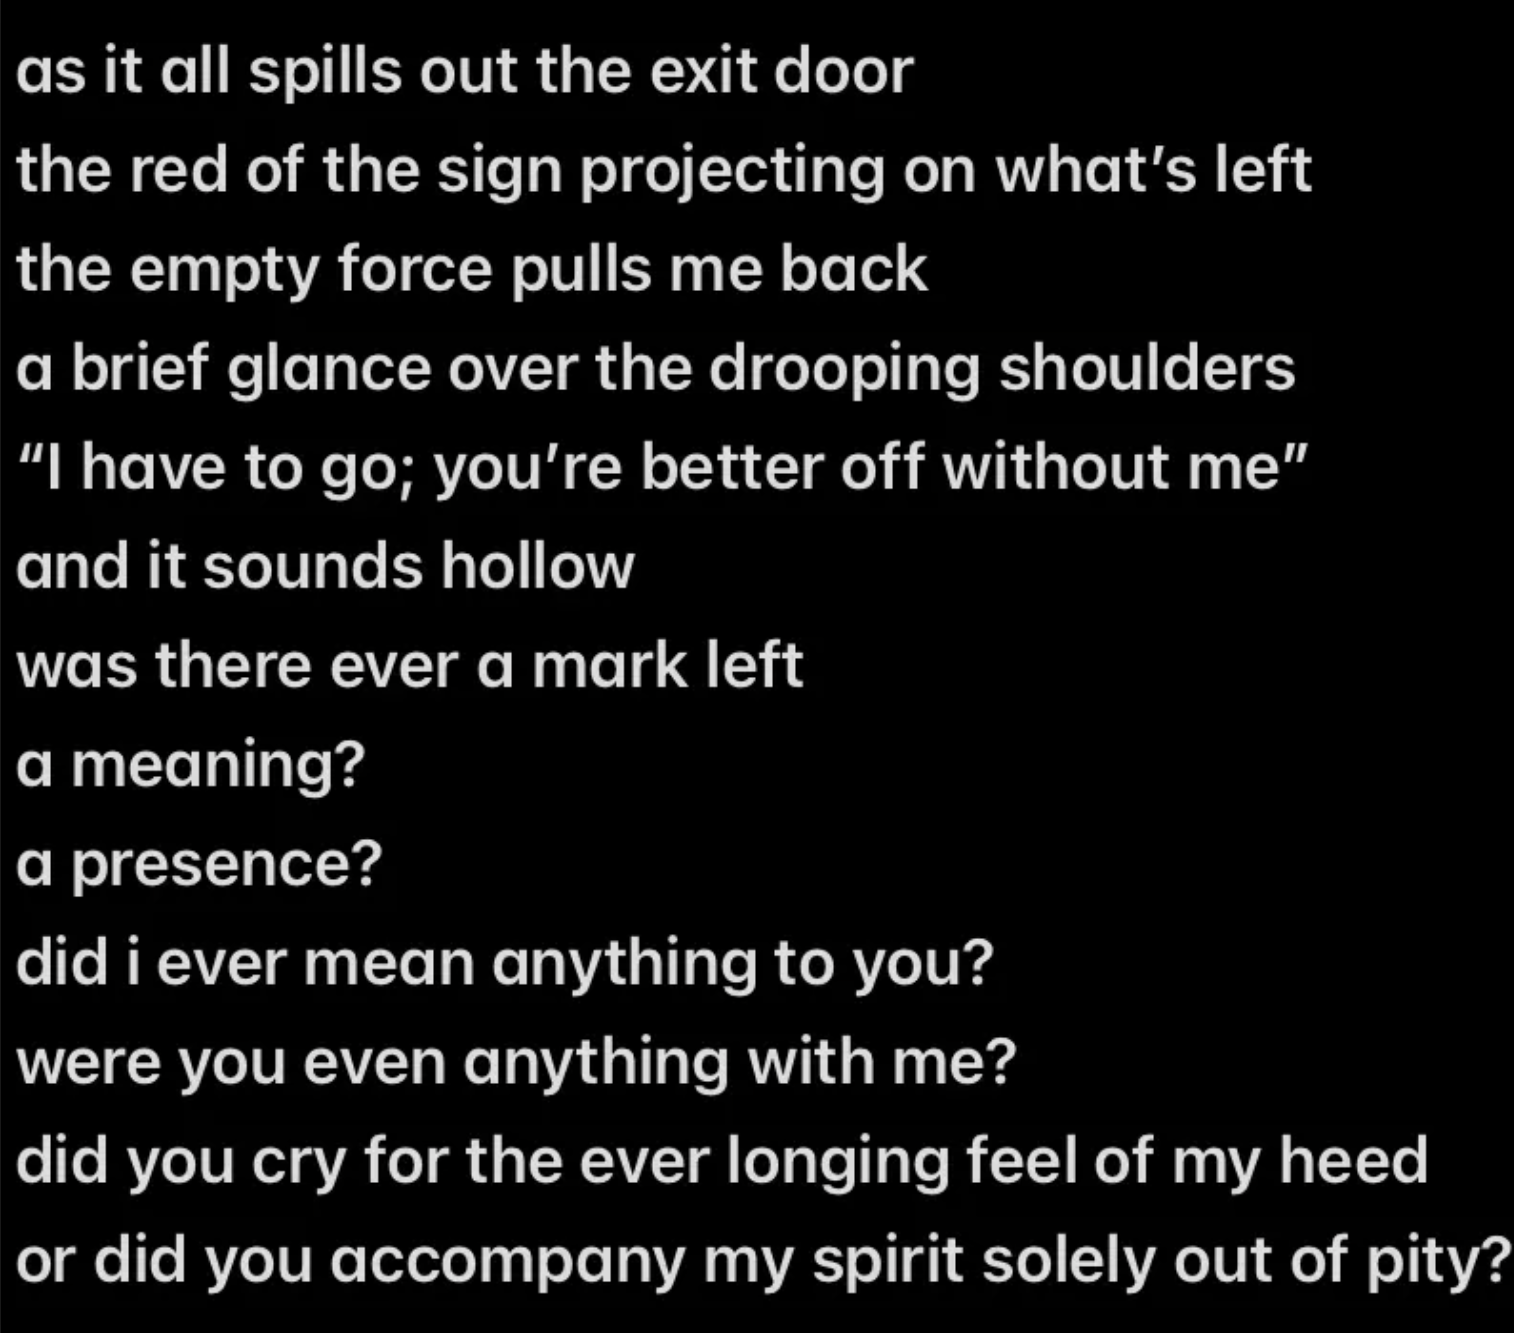 as it all spills out the exit door
the red of the sign projecting on what’s left
the empty force pulls me back
a brief glance over the drooping shoulders
“I have to go; you’re better off without me”
and it sounds hollow
was there ever a mark left
a meaning?
a presence?
did i ever mean anything to you?
were you even anything with me?
did you cry for the ever longing feel of my heed
or did you accompany my spirit solely out of pity?